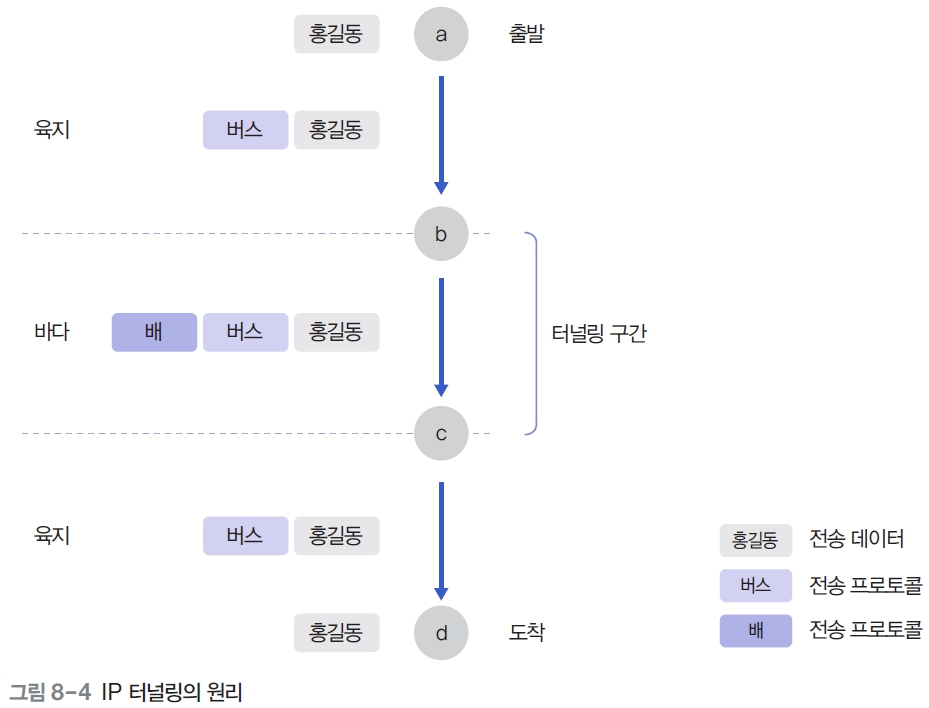 홍길동 a 출발
육지 버스 홍길동
b
바다 배 버스 홍길동 터널링 구간
c
육지 버스 홍길동
홍길동 d 도착
홍길동 전송 데이터
버스 전송 프로토콜
배 전송 프로토콜
그림 8-4 IP 터널링의 원리